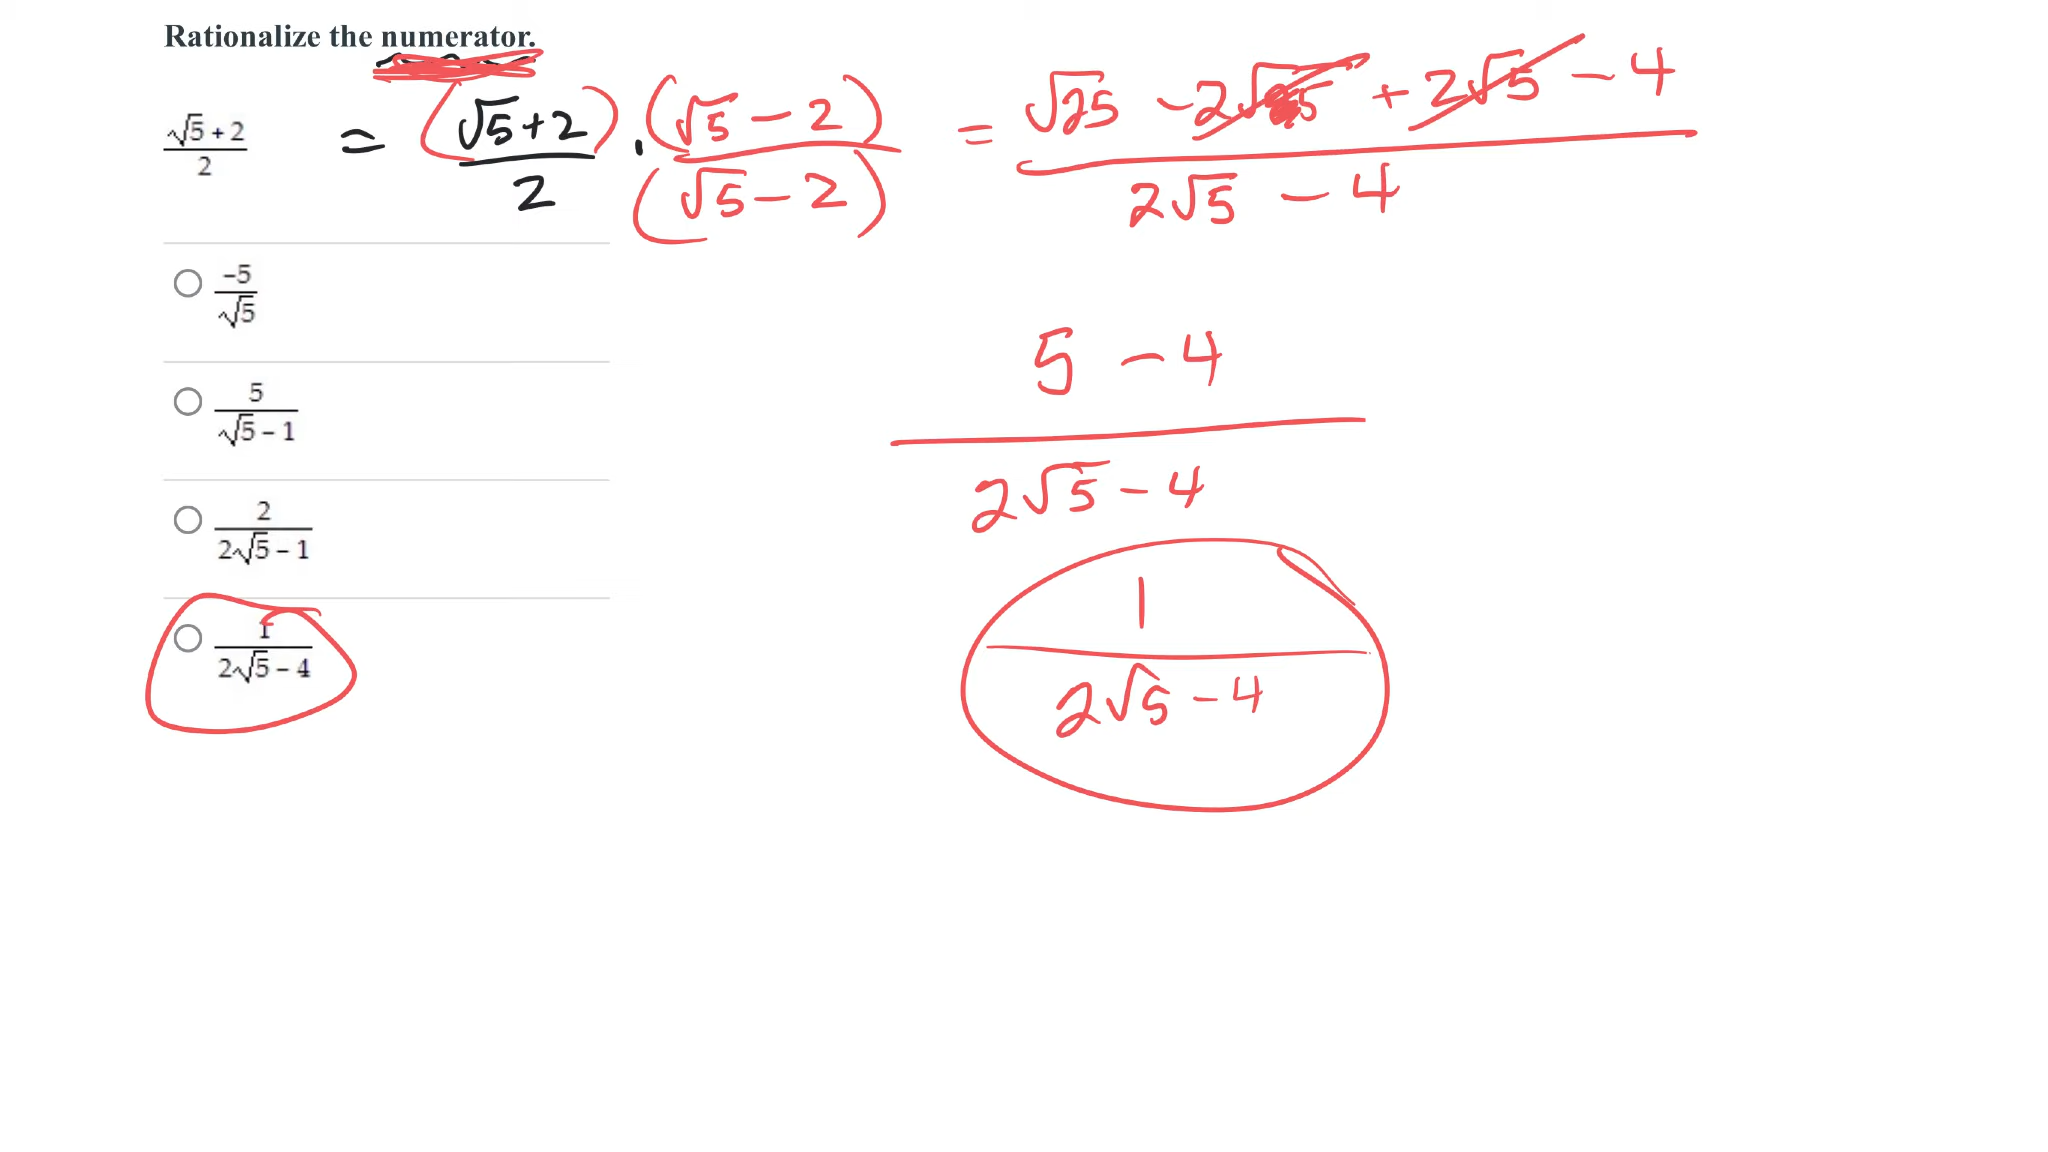 Rationalize the numerator.
(√5 + 2)/2 = (√5+2)/2 · (√5 − 2)/(√5 − 2) = (√25 − 2√5 + 2√5 − 4)/(2√5 − 4)
−5/√5
(5 − 4)/(2√5 − 4)
5/(√5 − 1)
2/(2√5 − 1)
1/(2√5 − 4)
1/(2√5 − 4)